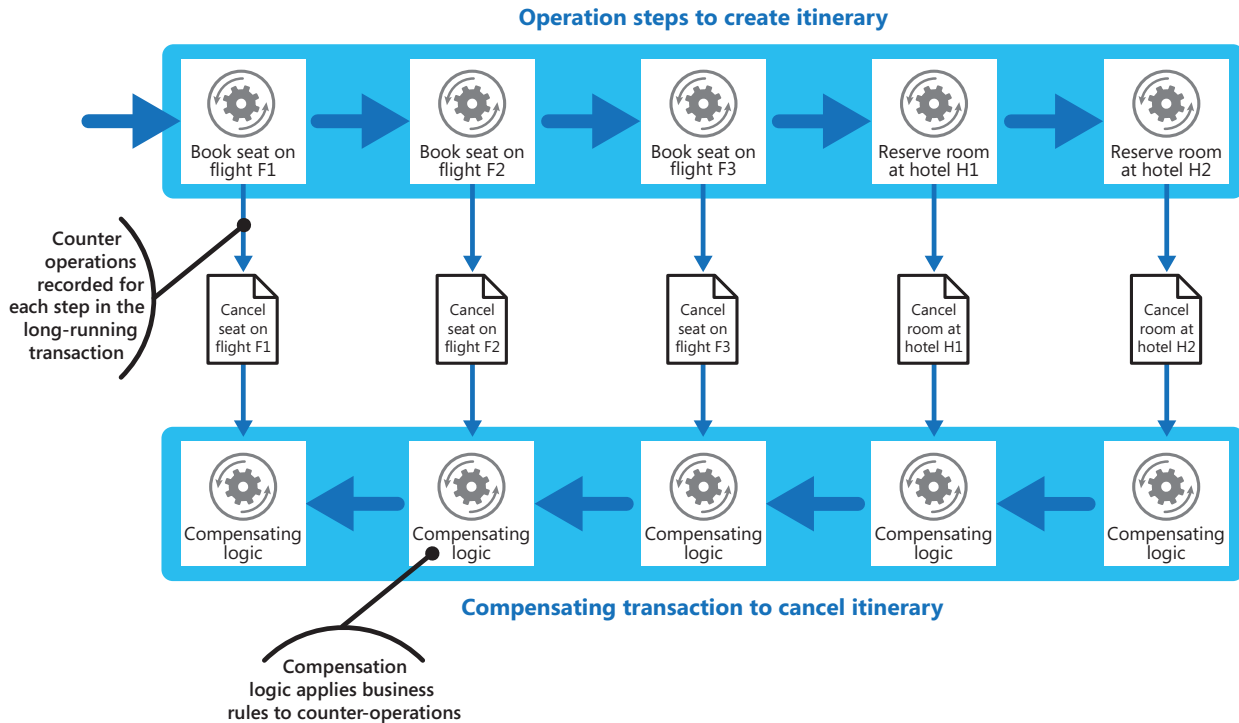 Operation steps to create itinerary
Book seat on
flight F1
Book seat on
flight F2
Book seat on
flight F3
Reserve room
at hotel H1
Reserve room
at hotel H2
Counter
operations
recorded for
each step in the
long-running
transaction
Cancel
seat on
flight F1
Cancel
seat on
flight F2
Cancel
seat on
flight F3
Cancel
room at
hotel H1
Cancel
room at
hotel H2
Compensating
logic
Compensating
logic
Compensating
logic
Compensating
logic
Compensating
logic
Compensating transaction to cancel itinerary
Compensation
logic applies business
rules to counter-operations